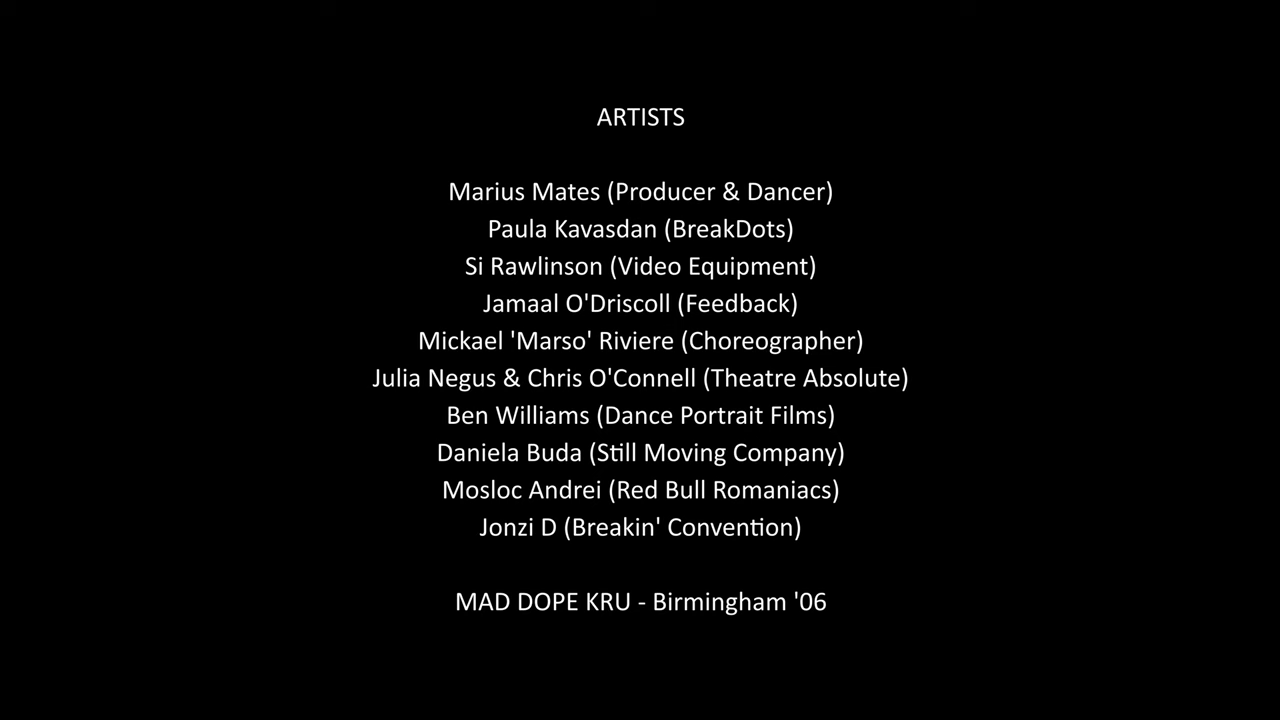 ARTISTS
Marius Mates (Producer & Dancer)
Paula Kavasdan (BreakDots)
Si Rawlinson (Video Equipment)
Jamaal O'Driscoll (Feedback)
Mickael 'Marso' Riviere (Choreographer)
Julia Negus & Chris O'Connell (Theatre Absolute)
Ben Williams (Dance Portrait Films)
Daniela Buda (Still Moving Company)
Mosloc Andrei (Red Bull Romaniacs)
Jonzi D (Breakin' Convention)
MAD DOPE KRU - Birmingham '06